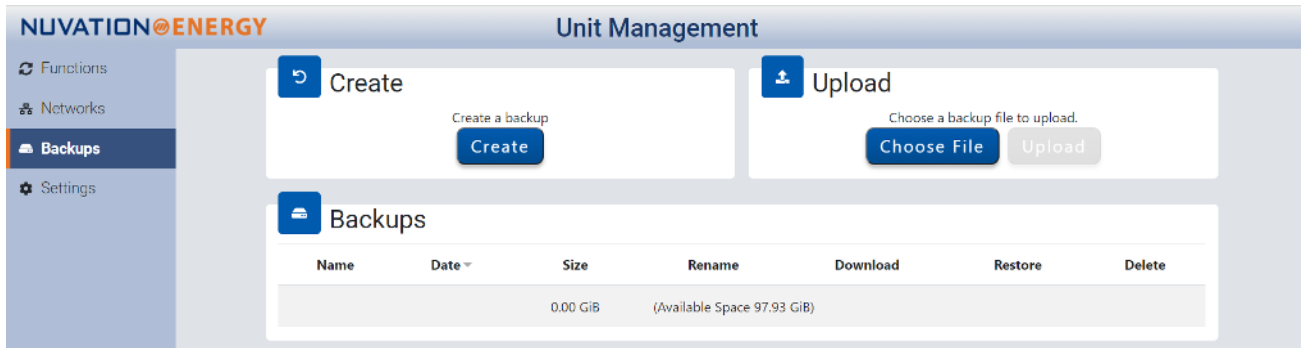 NUVATION ENERGY
Unit Management
Functions
Networks
Backups
Settings
Create
Create a backup
Create
Upload
Choose a backup file to upload.
Choose File
Upload
Backups
Name Date Size Rename Download Restore Delete
0.00 GiB (Available Space 97.93 GiB)